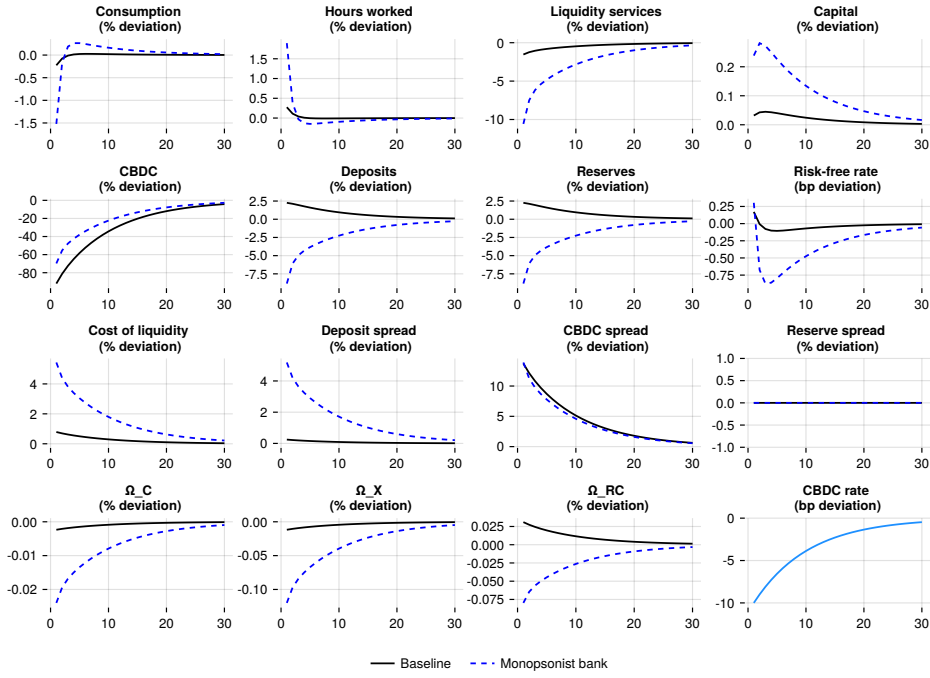 Consumption
(% deviation)
0.0
-0.5
-1.0
-1.5
0 10 20 30
Hours worked
(% deviation)
1.5
1.0
0.5
0.0
0 10 20 30
Liquidity services
(% deviation)
0
-5
-10
0 10 20 30
Capital
(% deviation)
0.2
0.1
0.0
0 10 20 30
CBDC
(% deviation)
0
-20
-40
-60
-80
0 10 20 30
Deposits
(% deviation)
2.5
0.0
-2.5
-5.0
-7.5
0 10 20 30
Reserves
(% deviation)
2.5
0.0
-2.5
-5.0
-7.5
0 10 20 30
Risk-free rate
(bp deviation)
0.25
0.00
-0.25
-0.50
-0.75
0 10 20 30
Cost of liquidity
(% deviation)
4
2
0
0 10 20 30
Deposit spread
(% deviation)
4
2
0
0 10 20 30
CBDC spread
(% deviation)
10
5
0
0 10 20 30
Reserve spread
(% deviation)
1.0
0.5
0.0
-0.5
-1.0
0 10 20 30
Ω_C
(% deviation)
0.00
-0.01
-0.02
0 10 20 30
Ω_X
(% deviation)
0.00
-0.05
-0.10
0 10 20 30
Ω_RC
(% deviation)
0.025
0.000
-0.025
-0.050
-0.075
0 10 20 30
CBDC rate
(bp deviation)
0
-5
-10
0 10 20 30
Baseline Monopsonist bank